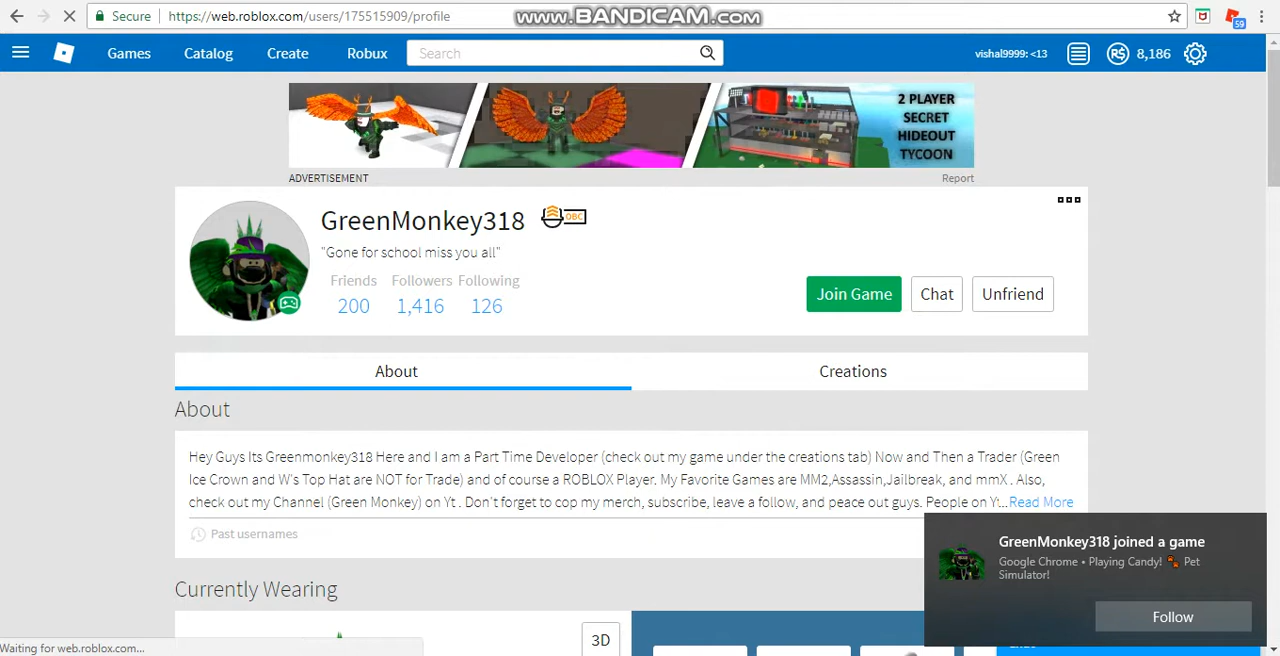 Secure
https://web.roblox.com/users/175515909/profile
www.BANDICAM.com
59
Games
Catalog
Create
Robux
Search
vishal9999: <13
R$
8,186
2 PLAYER
SECRET
HIDEOUT
TYCOON
ADVERTISEMENT
Report
GreenMonkey318
OBC
"Gone for school miss you all"
Friends Followers Following
200 1,416 126
Join Game
Chat
Unfriend
About
Creations
About
Hey Guys Its Greenmonkey318 Here and I am a Part Time Developer (check out my game under the creations tab) Now and Then a Trader (Green
Ice Crown and W's Top Hat are NOT for Trade) and of course a ROBLOX Player. My Favorite Games are MM2,Assassin,Jailbreak, and mmX . Also,
check out my Channel (Green Monkey) on Yt . Don't forget to cop my merch, subscribe, leave a follow, and peace out guys. People on Y:...Read More
Past usernames
GreenMonkey318 joined a game
Google Chrome • Playing Candy! 🐾 Pet
Simulator!
Follow
Currently Wearing
3D
Waiting for web.roblox.com...